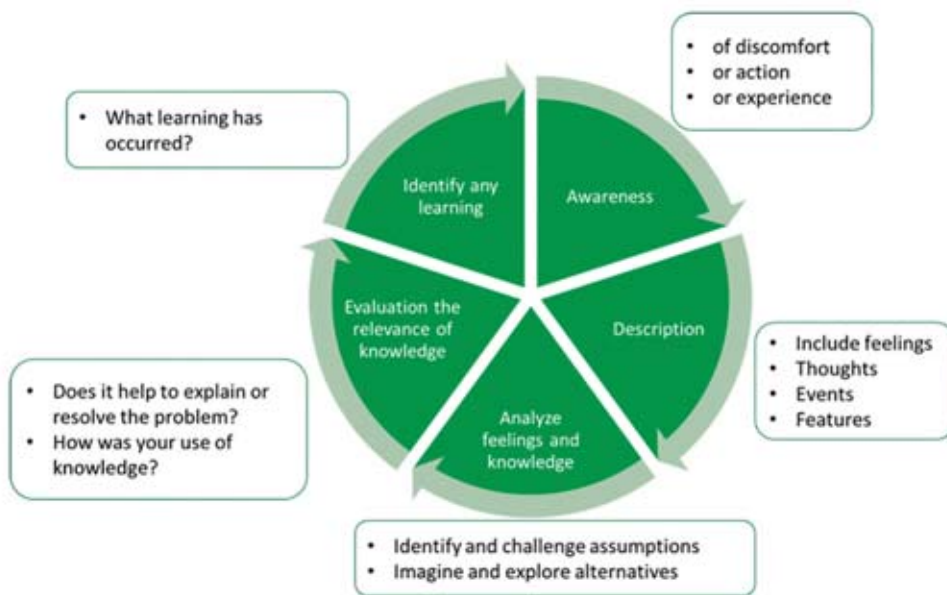 • of discomfort
• or action
• or experience
Awareness
Description
• Include feelings
• Thoughts
• Events
• Features
Analyze
feelings and
knowledge
• Identify and challenge assumptions
• Imagine and explore alternatives
Evaluation the
relevance of
knowledge
• Does it help to explain or
resolve the problem?
• How was your use of
knowledge?
Identify any
learning
• What learning has
occurred?